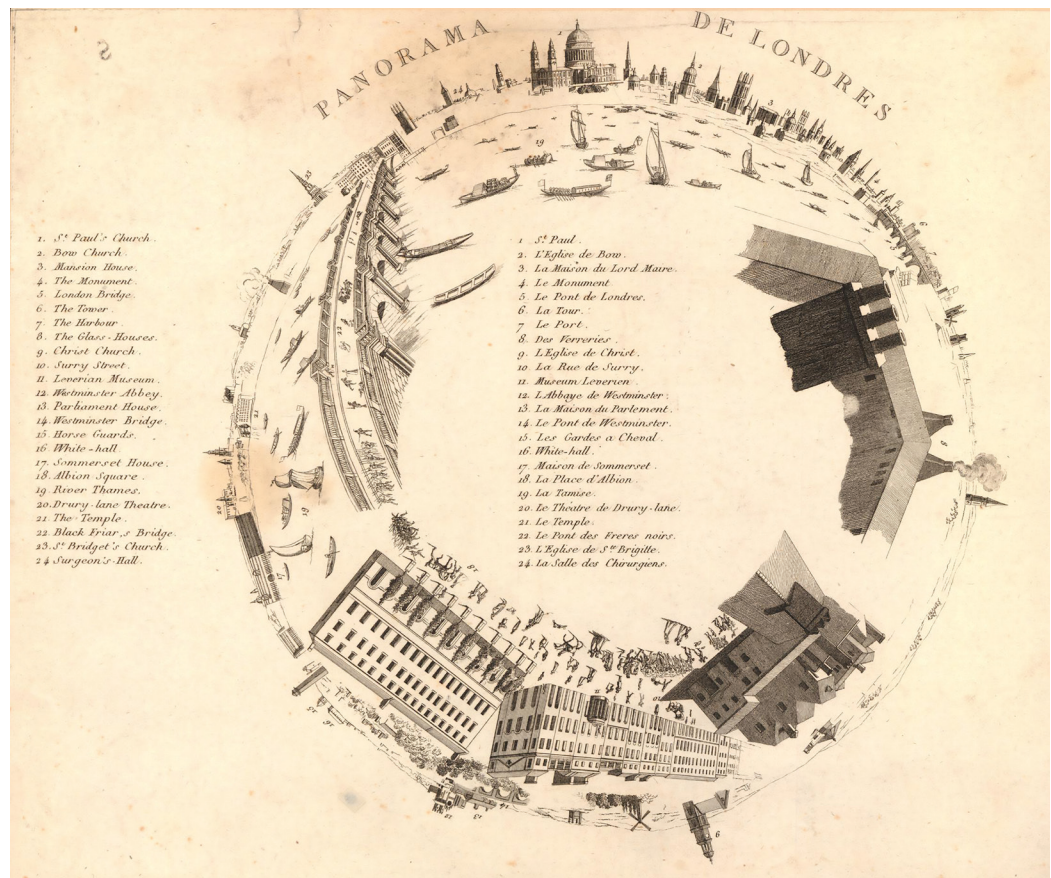 PANORAMA DE LONDRES
1. St. Paul's Church.
2. Bow Church.
3. Mansion House.
4. The Monument.
5. London Bridge.
6. The Tower.
7. The Harbour.
8. The Glass-Houses.
9. Christ Church.
10. Surry Street.
11. Leverian Museum.
12. Westminster Abbey.
13. Parliament House.
14. Westminster Bridge.
15. Horse Guards.
16. White-hall.
17. Sommerset House.
18. Albion Square.
19. River Thames.
20. Drury-lane Theatre.
21. The Temple.
22. Black Friar,s Bridge.
23. St. Bridget's Church.
24 Surgeon's-Hall.
1 St. Paul.
2. L'Eglise de Bow.
3. La Maison du Lord Maire.
4. Le Monument
5. Le Pont de Londres.
6. La Tour.
7 Le Port.
8. Des Verreries.
9. L'Eglise de Christ.
10. La Rue de Surry.
11. Museum Leverien.
12. L'Abbaye de Westminster.
13. La Maison du Parlement.
14. Le Pont de Westminster.
15. Les Gardes a Cheval.
16. White-hall.
17. Maison de Sommerset.
18. La Place d'Albion.
19. La Tamise.
20. Le Théatre de Drury-lane.
21. Le Temple.
22. Le Pont des Freres noirs.
23. L'Eglise de Ste. Brigitte.
24. La Salle des Chirurgiens.